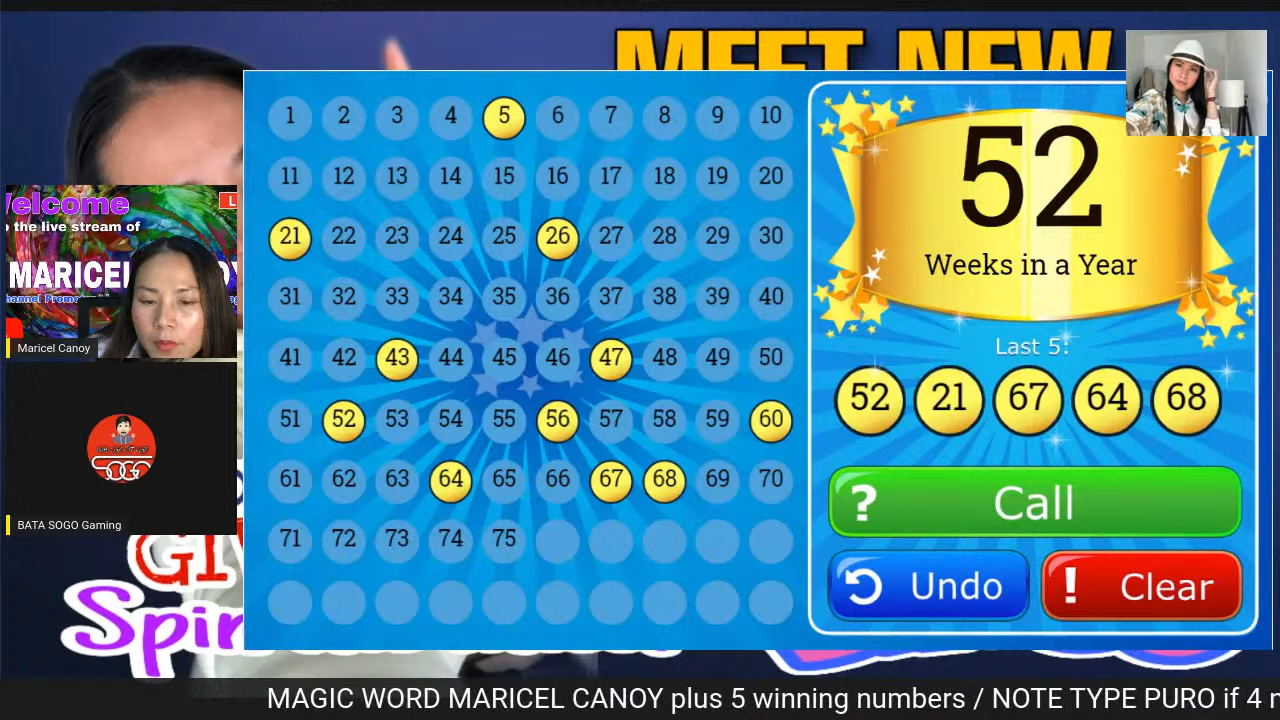 MEET NEW
1 2 3 4 5 6 7 8 9 10
11 12 13 14 15 16 17 18 19 20
21 22 23 24 25 26 27 28 29 30
31 32 33 34 35 36 37 38 39 40
41 42 43 44 45 46 47 48 49 50
51 52 53 54 55 56 57 58 59 60
61 62 63 64 65 66 67 68 69 70
71 72 73 74 75
52
Weeks in a Year
Last 5:
52 21 67 64 68
? Call
Undo
! Clear
elcome
the live stream of
MARICEL
Maricel Canoy
SOGO
BATA SOGO Gaming
GI
Spin
MAGIC WORD MARICEL CANOY plus 5 winning numbers / NOTE TYPE PURO if 4